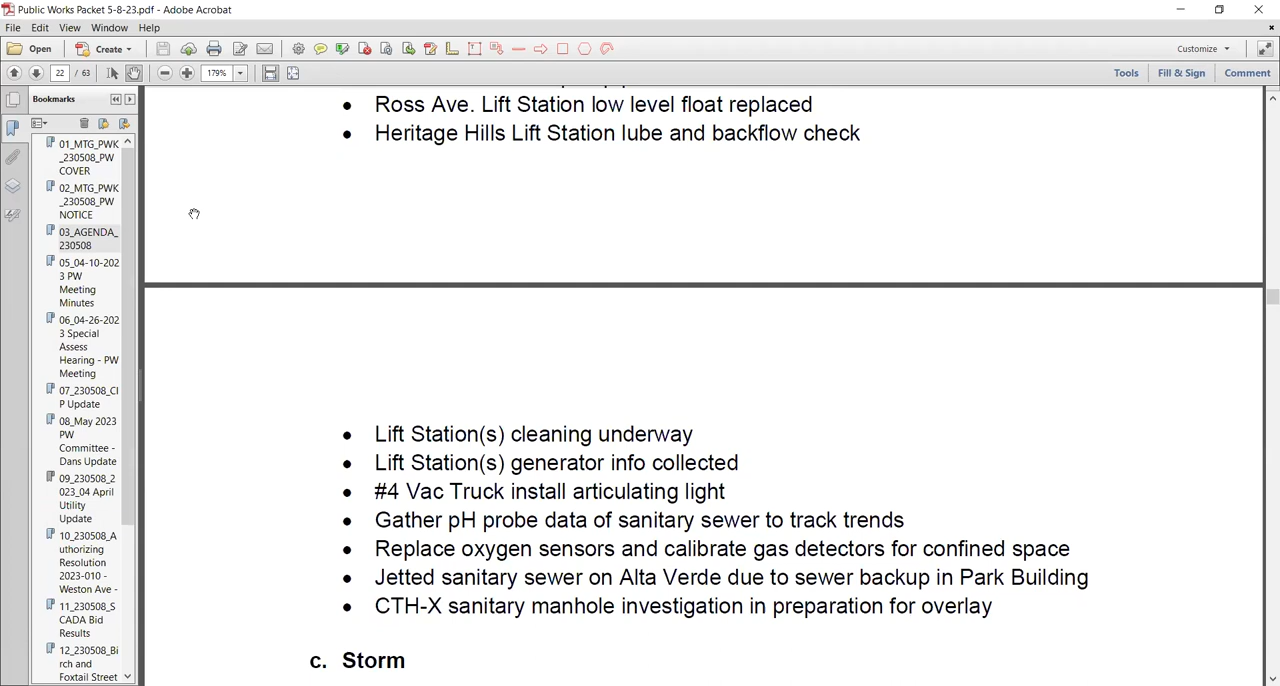 Public Works Packet 5-8-23.pdf - Adobe Acrobat
File Edit View Window Help
Open Create Customize
22 / 63 179% Tools Fill & Sign Comment
Bookmarks
01_MTG_PWK
_230508_PW
COVER
02_MTG_PWK
_230508_PW
NOTICE
03_AGENDA_
230508
05_04-10-202
3 PW
Meeting
Minutes
06_04-26-202
3 Special
Assess
Hearing - PW
Meeting
07_230508_CI
P Update
08_May 2023
PW
Committee -
Dans Update
09_230508_2
023_04 April
Utility
Update
10_230508_A
uthorizing
Resolution
2023-010 -
Weston Ave -
11_230508_S
CADA Bid
Results
12_230508_Bi
rch and
Foxtail Street
• Ross Ave. Lift Station low level float replaced
• Heritage Hills Lift Station lube and backflow check
• Lift Station(s) cleaning underway
• Lift Station(s) generator info collected
• #4 Vac Truck install articulating light
• Gather pH probe data of sanitary sewer to track trends
• Replace oxygen sensors and calibrate gas detectors for confined space
• Jetted sanitary sewer on Alta Verde due to sewer backup in Park Building
• CTH-X sanitary manhole investigation in preparation for overlay
c. Storm